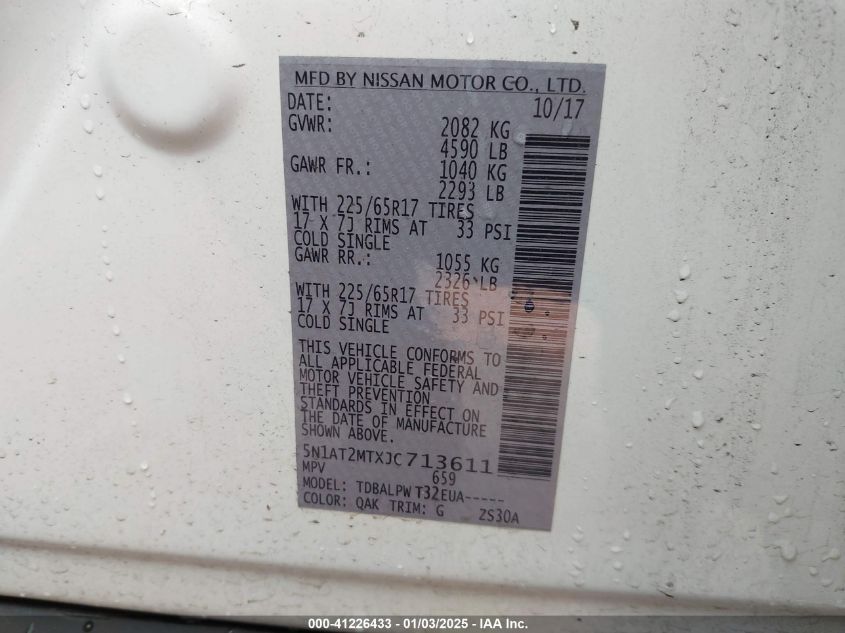 MFD BY NISSAN MOTOR CO., LTD.
DATE: 10/17
GVWR: 2082 KG
4590 LB
GAWR FR.: 1040 KG
2293 LB
WITH 225/65R17 TIRES
17 X 7J RIMS AT 33 PSI
COLD SINGLE
GAWR RR.: 1055 KG
2326 LB
WITH 225/65R17 TIRES
17 X 7J RIMS AT 33 PSI
COLD SINGLE
THIS VEHICLE CONFORMS TO
ALL APPLICABLE FEDERAL
MOTOR VEHICLE SAFETY AND
THEFT PREVENTION
STANDARDS IN EFFECT ON
THE DATE OF MANUFACTURE
SHOWN ABOVE.
5N1AT2MTXJC713611
MPV 659
MODEL: TDBALPW T32EUA-----
COLOR: QAK TRIM: G ZS30A
000-41226433 - 01/03/2025 - IAA Inc.